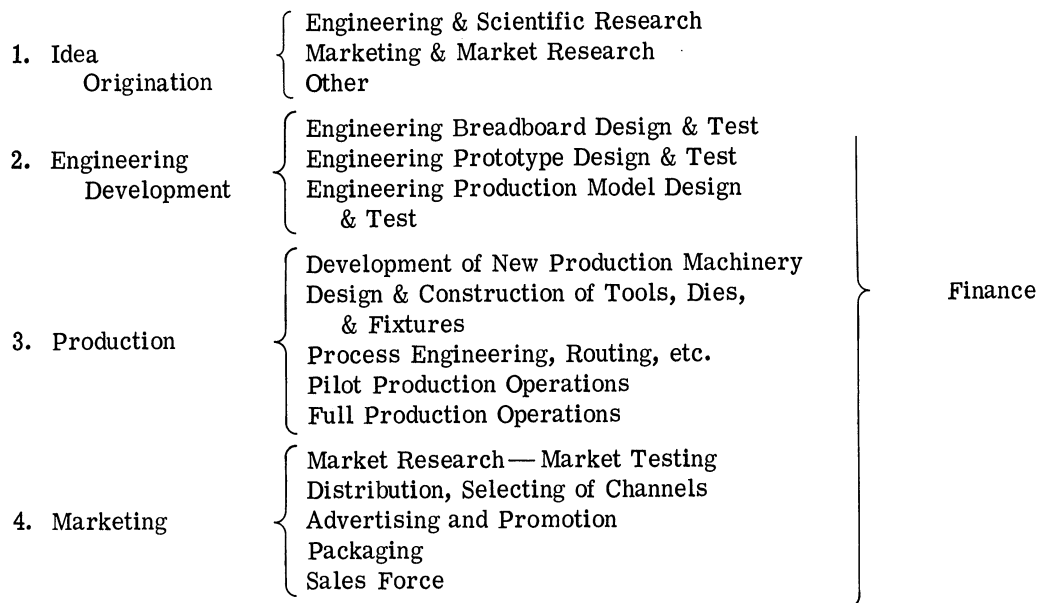 1. Idea
Origination
Engineering & Scientific Research
Marketing & Market Research
Other
2. Engineering
Development
Engineering Breadboard Design & Test
Engineering Prototype Design & Test
Engineering Production Model Design
& Test
3. Production
Development of New Production Machinery
Design & Construction of Tools, Dies,
& Fixtures
Process Engineering, Routing, etc.
Pilot Production Operations
Full Production Operations
4. Marketing
Market Research — Market Testing
Distribution, Selecting of Channels
Advertising and Promotion
Packaging
Sales Force
Finance